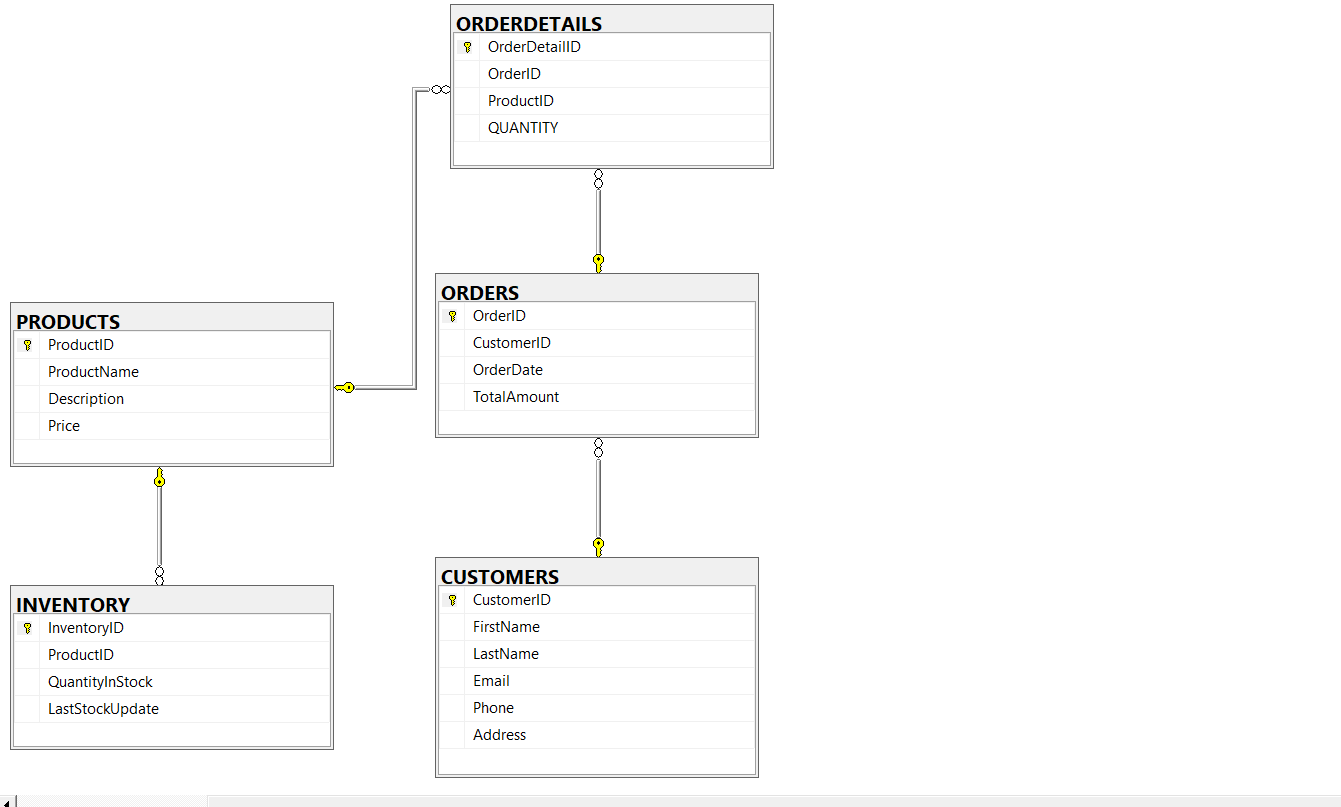 ORDERDETAILS
OrderDetailID
OrderID
ProductID
QUANTITY
ORDERS
OrderID
CustomerID
OrderDate
TotalAmount
PRODUCTS
ProductID
ProductName
Description
Price
INVENTORY
InventoryID
ProductID
QuantityInStock
LastStockUpdate
CUSTOMERS
CustomerID
FirstName
LastName
Email
Phone
Address